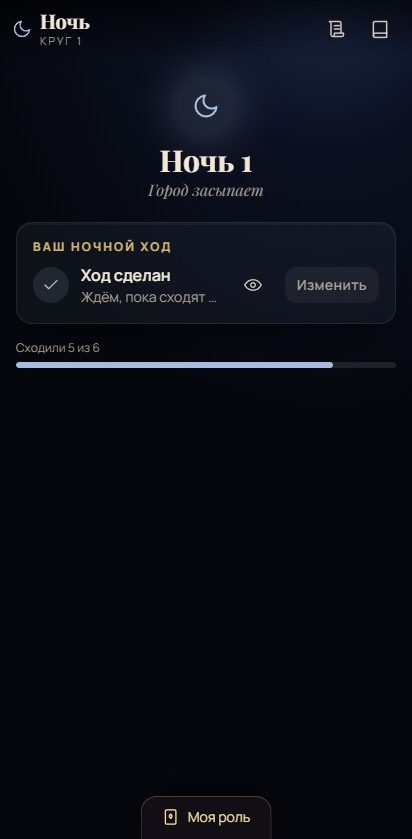 Ночь
КРУГ 1
Ночь 1
Город засыпает
ВАШ НОЧНОЙ ХОД
Ход сделан
Ждём, пока сходят ...
Изменить
Сходили 5 из 6
Моя роль